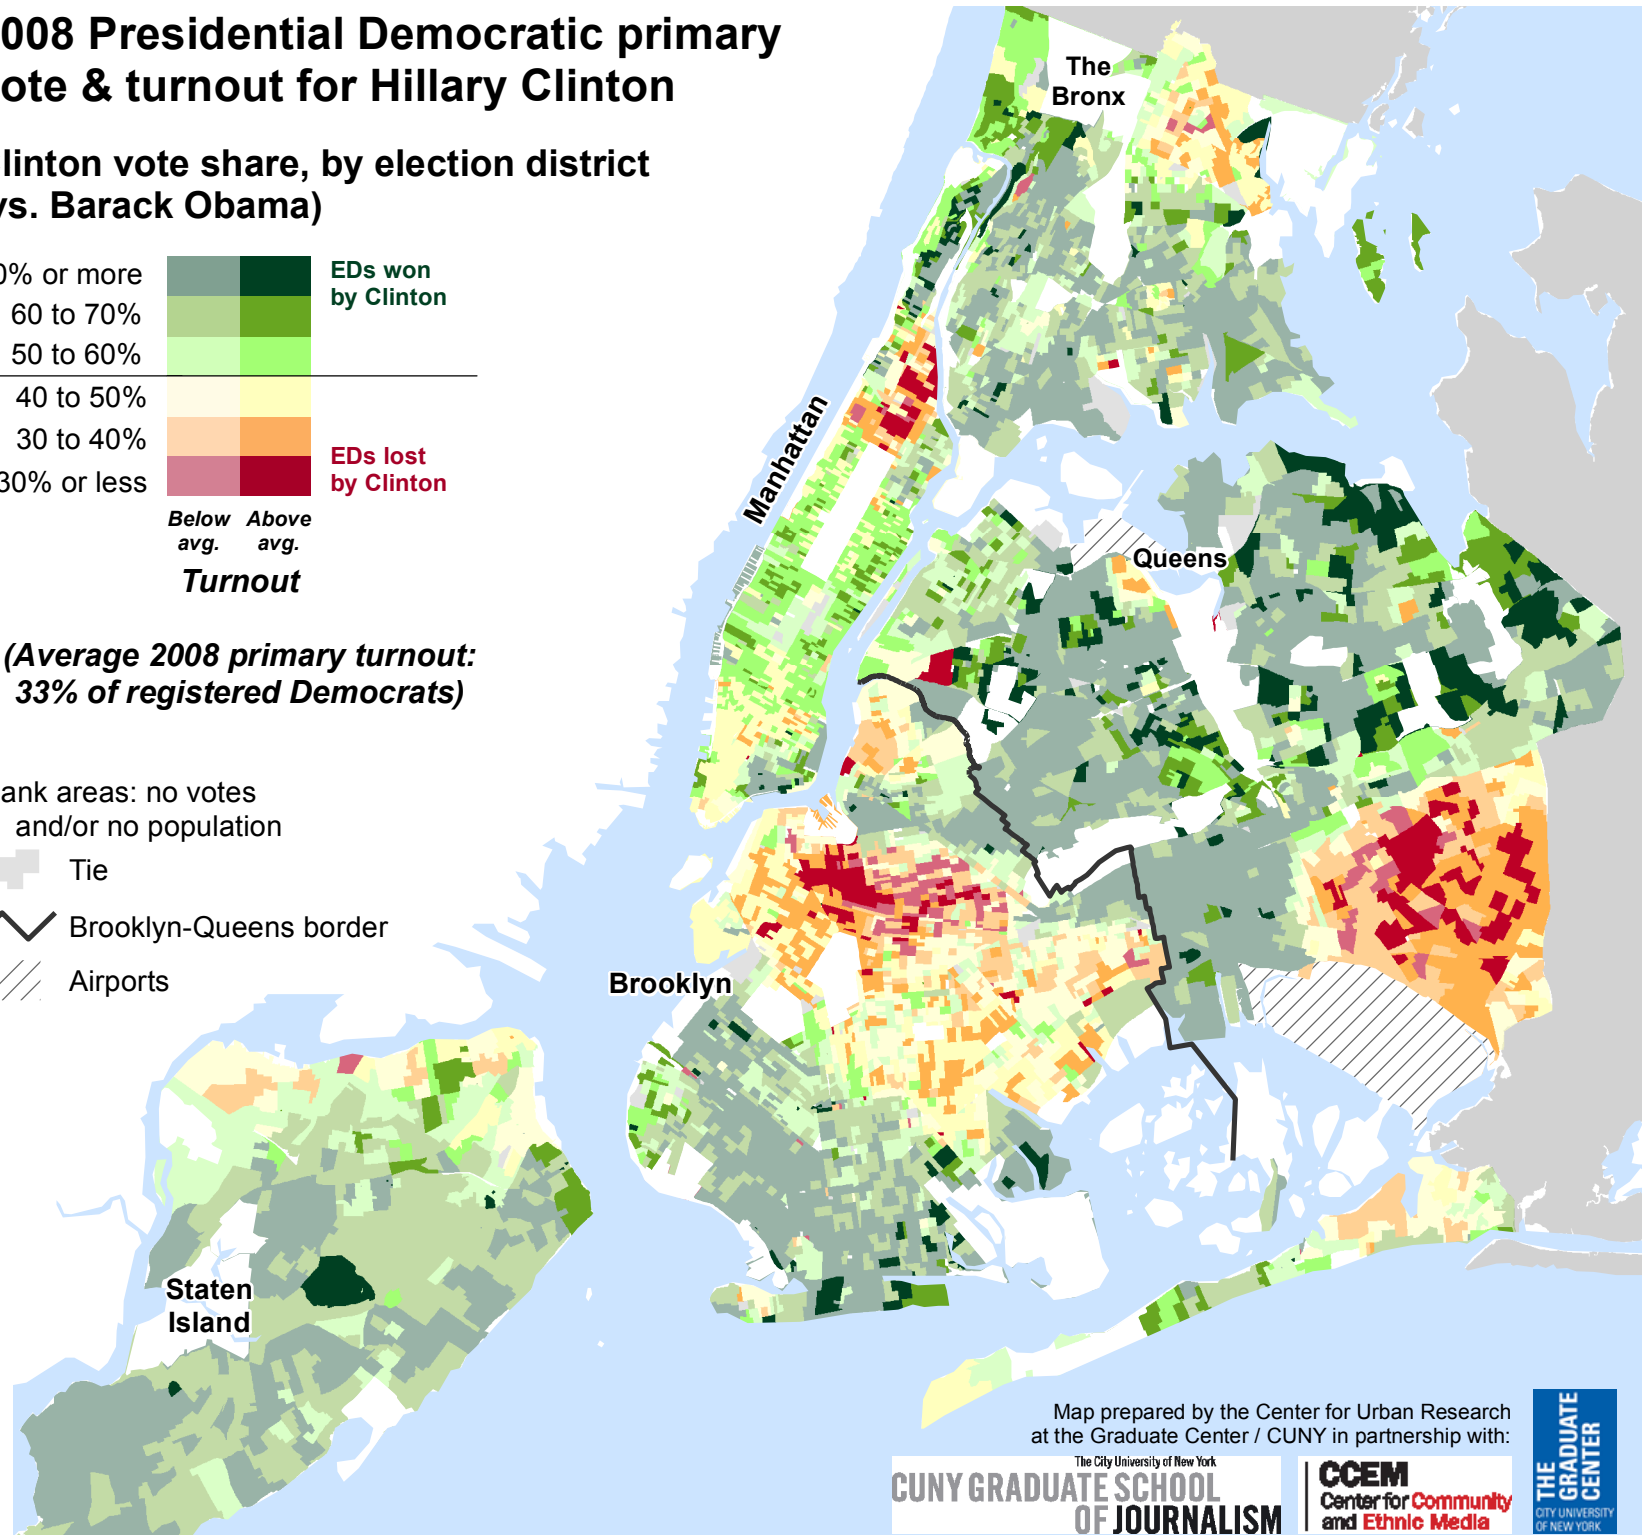 008 Presidential Democratic primary
ote & turnout for Hillary Clinton
linton vote share, by election district
vs. Barack Obama)
0% or more
60 to 70%
50 to 60%
40 to 50%
30 to 40%
30% or less
EDs won
by Clinton
EDs lost
by Clinton
Below avg.
Above avg.
Turnout
(Average 2008 primary turnout:
33% of registered Democrats)
ank areas: no votes
and/or no population
Tie
Brooklyn-Queens border
Airports
The
Bronx
Manhattan
Queens
Brooklyn
Staten
Island
Map prepared by the Center for Urban Research
at the Graduate Center / CUNY in partnership with:
The City University of New York
CUNY GRADUATE SCHOOL
OF JOURNALISM
CCEM
Center for Community
and Ethnic Media
THE
GRADUATE
CENTER
CITY UNIVERSITY
OF NEW YORK